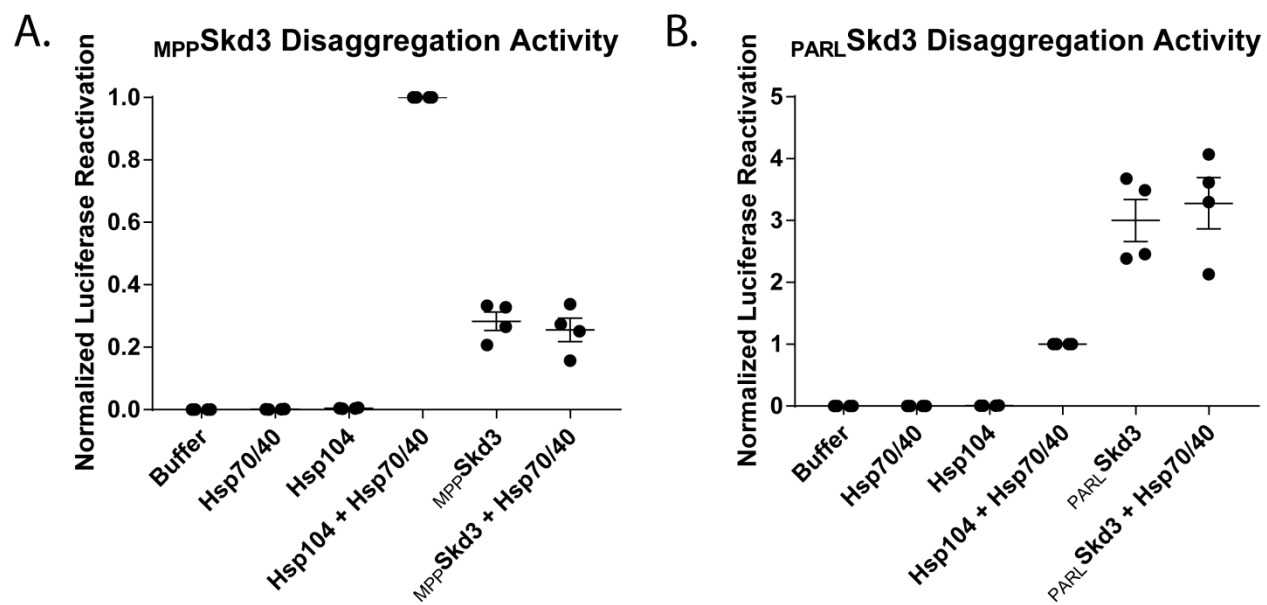 A.
MPPSkd3 Disaggregation Activity
Normalized Luciferase Reactivation
1.0
0.8
0.6
0.4
0.2
0.0
Buffer
Hsp70/40
Hsp104
Hsp104 + Hsp70/40
MPPSkd3
MPPSkd3 + Hsp70/40
B.
PARLSkd3 Disaggregation Activity
Normalized Luciferase Reactivation
5
4
3
2
1
0
Buffer
Hsp70/40
Hsp104
Hsp104 + Hsp70/40
PARLSkd3
PARLSkd3 + Hsp70/40